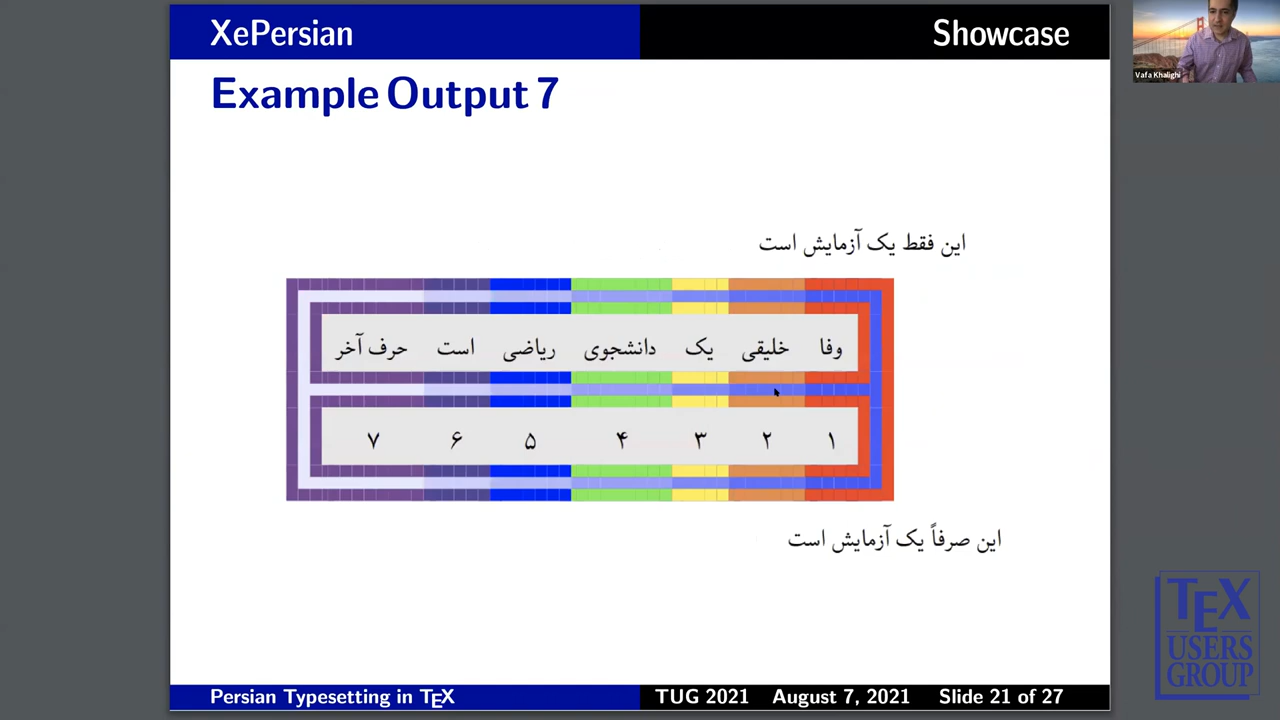 XePersian
Showcase
Vafa Khalighi
Example Output 7
این فقط یک آزمایش است
وفا خلیقی یک دانشجوی ریاضی است حرف آخر
۱ ۲ ۳ ۴ ۵ ۶ ۷
این صرفاً یک آزمایش است
TEX
USERS
GROUP
Persian Typesetting in TEX
TUG 2021 August 7, 2021 Slide 21 of 27